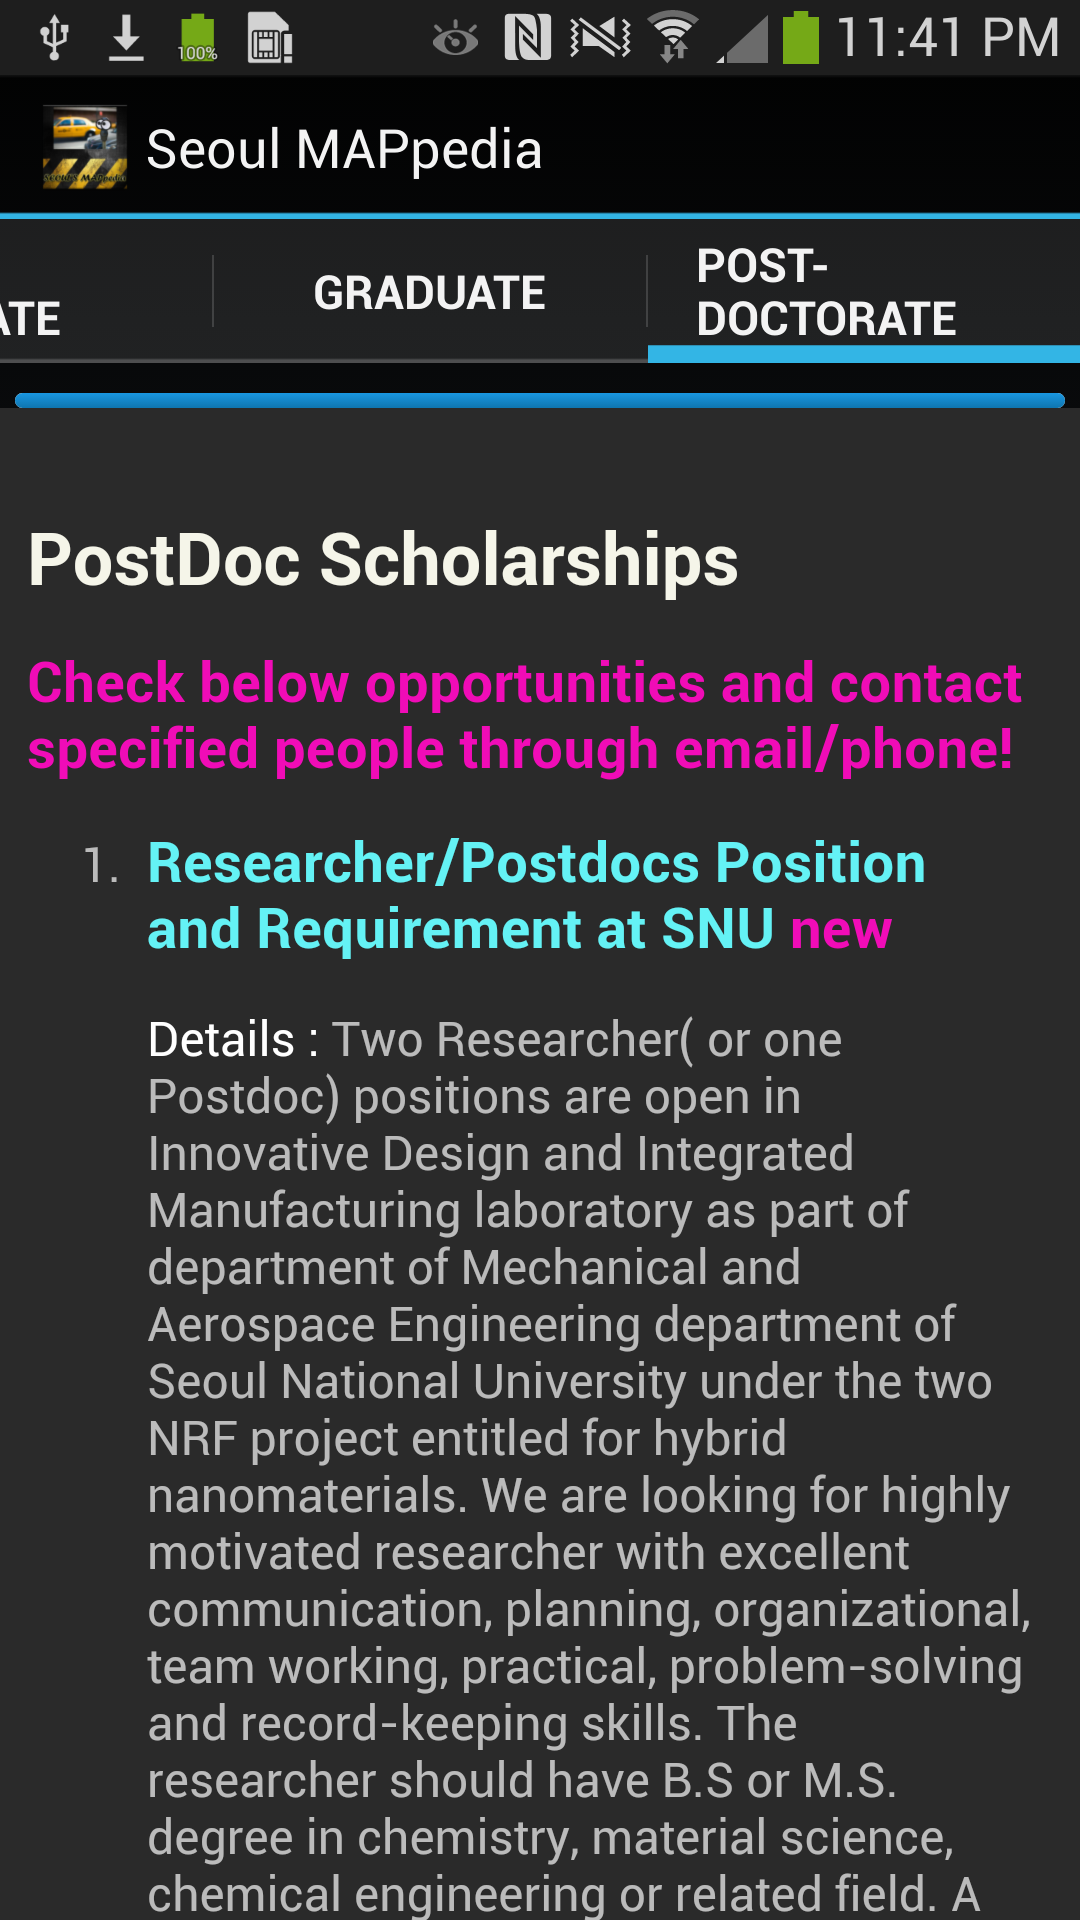 100%
11:41 PM
Seoul MAPpedia
ATE
GRADUATE
POST-
DOCTORATE
PostDoc Scholarships
Check below opportunities and contact
specified people through email/phone!
1. Researcher/Postdocs Position
and Requirement at SNU new
Details : Two Researcher( or one
Postdoc) positions are open in
Innovative Design and Integrated
Manufacturing laboratory as part of
department of Mechanical and
Aerospace Engineering department of
Seoul National University under the two
NRF project entitled for hybrid
nanomaterials. We are looking for highly
motivated researcher with excellent
communication, planning, organizational,
team working, practical, problem-solving
and record-keeping skills. The
researcher should have B.S or M.S.
degree in chemistry, material science,
chemical engineering or related field. A